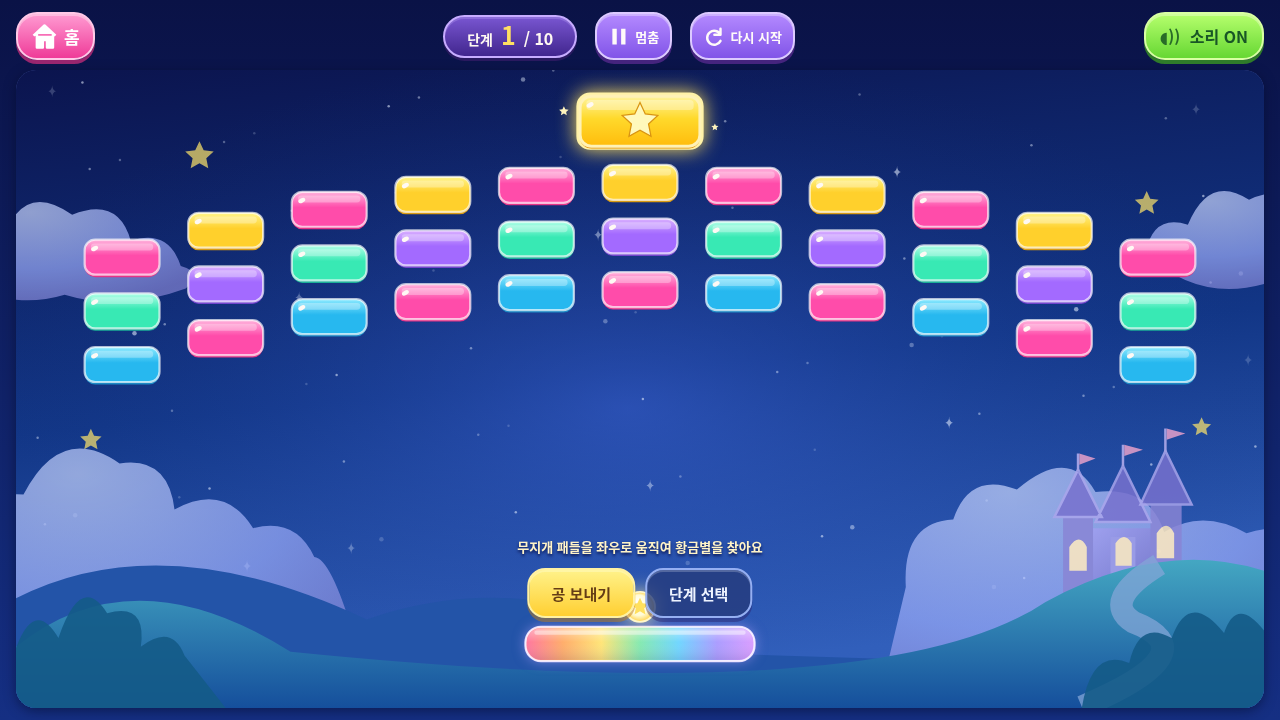 홈
단계 1 / 10
멈춤
다시 시작
소리 ON
무지개 패들을 좌우로 움직여 황금별을 찾아요
공 보내기
단계 선택